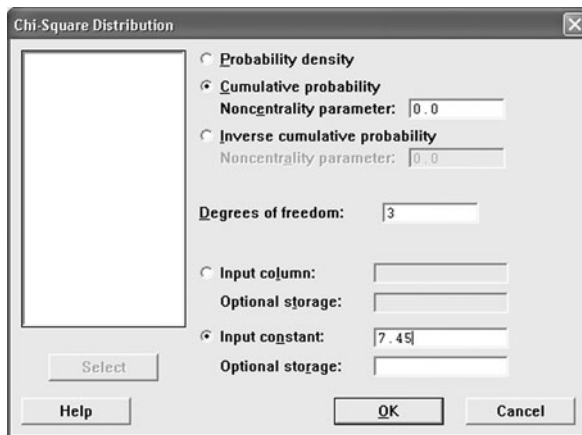 Chi-Square Distribution
Probability density
Cumulative probability
Noncentrality parameter: 0.0
Inverse cumulative probability
Noncentrality parameter: 0.0
Degrees of freedom: 3
Input column:
Optional storage:
Input constant: 7.45
Optional storage:
Select
Help OK Cancel